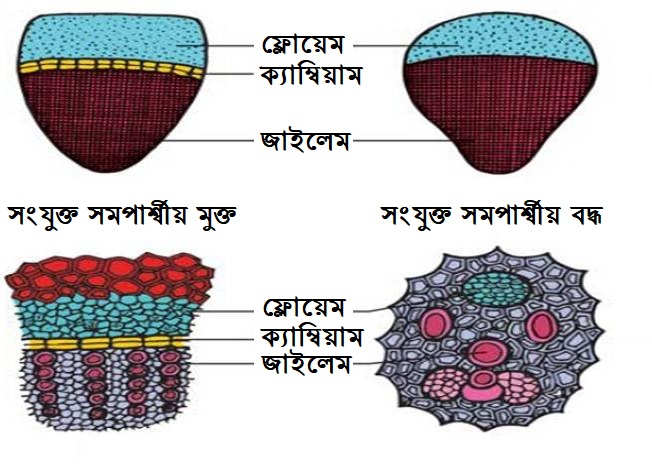 ফ্লোয়েম
ক্যাম্বিয়াম
জাইলেম
সংযুক্ত সমপার্শ্বীয় মুক্ত
সংযুক্ত সমপার্শ্বীয় বদ্ধ
ফ্লোয়েম
ক্যাম্বিয়াম
জাইলেম